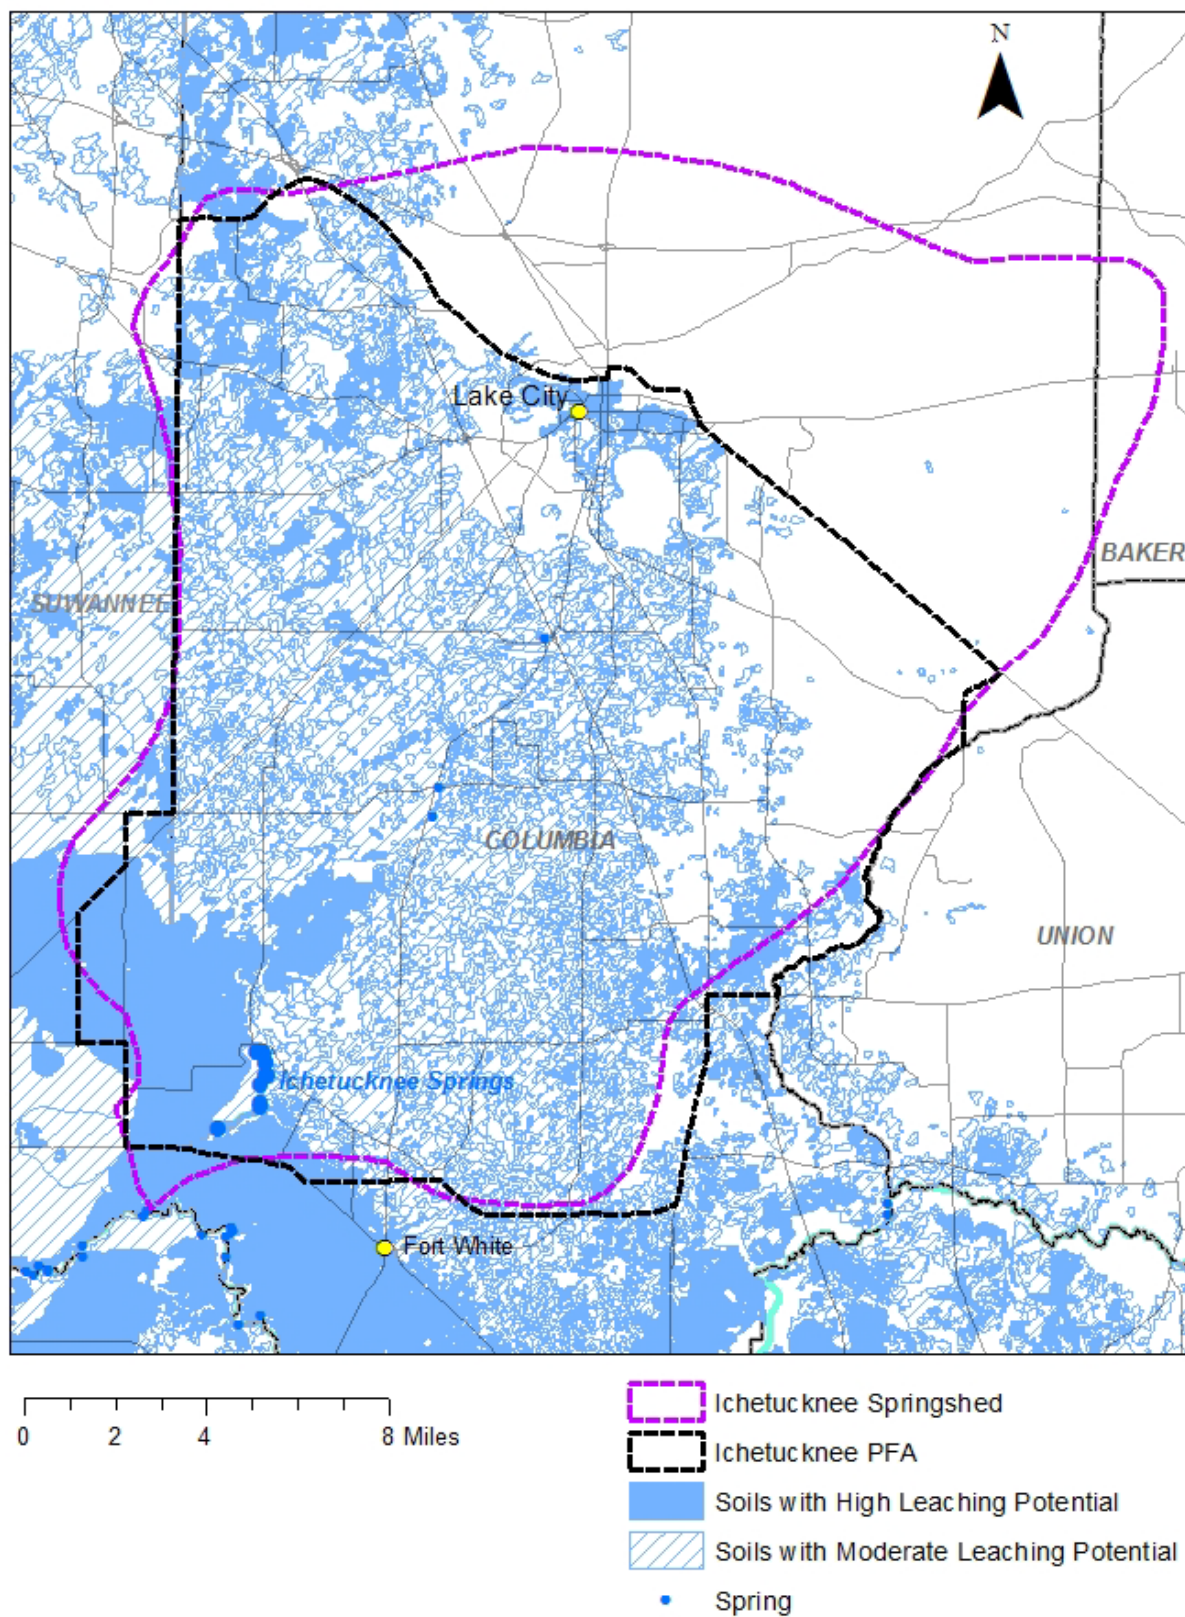 N
Lake City
BAKER
SUWANNEE
COLUMBIA
UNION
Ichetucknee Springs
Fort White
0 2 4 8 Miles
Ichetucknee Springshed
Ichetucknee PFA
Soils with High Leaching Potential
Soils with Moderate Leaching Potential
Spring